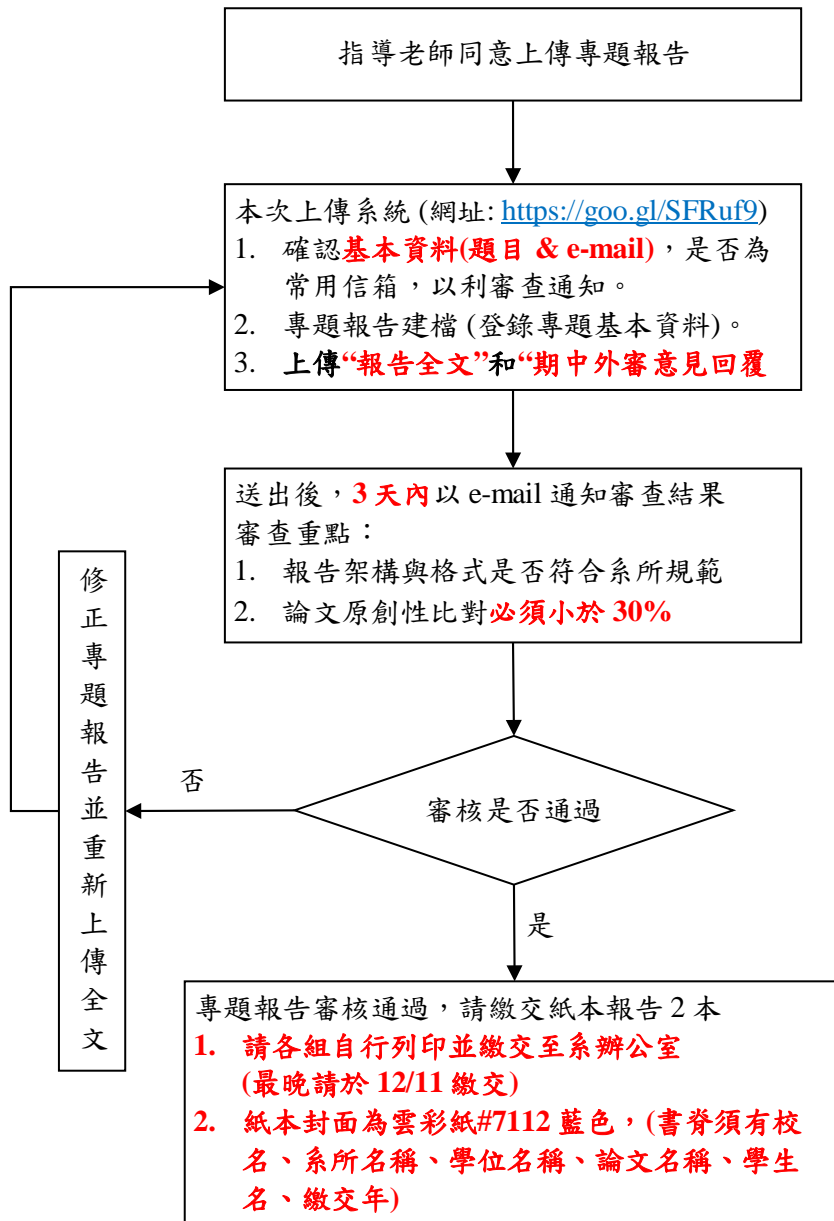 指導老師同意上傳專題報告
本次上傳系統 (網址: https://goo.gl/SFRuf9)
1. 確認基本資料(題目 & e-mail)，是否為
常用信箱，以利審查通知。
2. 專題報告建檔 (登錄專題基本資料)。
3. 上傳“報告全文”和“期中外審意見回覆
送出後，3 天內以 e-mail 通知審查結果
審查重點：
1. 報告架構與格式是否符合系所規範
2. 論文原創性比對必須小於 30%
修正專題報告並重新上傳全文
否
審核是否通過
是
專題報告審核通過，請繳交紙本報告 2 本
1. 請各組自行列印並繳交至系辦公室
(最晚請於 12/11 繳交)
2. 紙本封面為雲彩紙#7112 藍色，(書脊須有校
名、系所名稱、學位名稱、論文名稱、學生
名、繳交年)